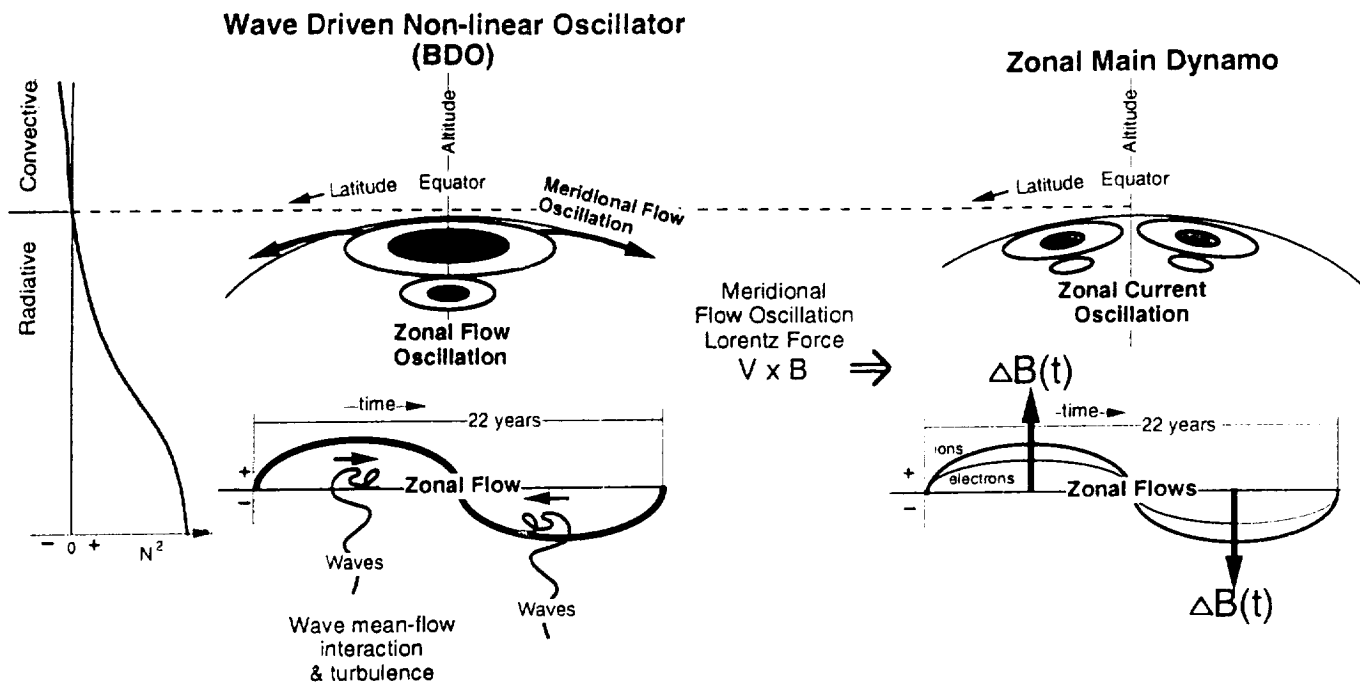 Wave Driven Non-linear Oscillator
(BDO)
Zonal Main Dynamo
Convective
Radiative
Altitude
Latitude Equator
Meridional Flow
Oscillation
Zonal Flow
Oscillation
Altitude
Latitude Equator
Zonal Current
Oscillation
Meridional
Flow Oscillation
Lorentz Force
V x B ⇒
time
22 years
+
-
Zonal Flow
Waves
Waves
Wave mean-flow
interaction
& turbulence
- 0 + N²
△B(t)
time
22 years
ions
electrons
+
-
Zonal Flows
△B(t)